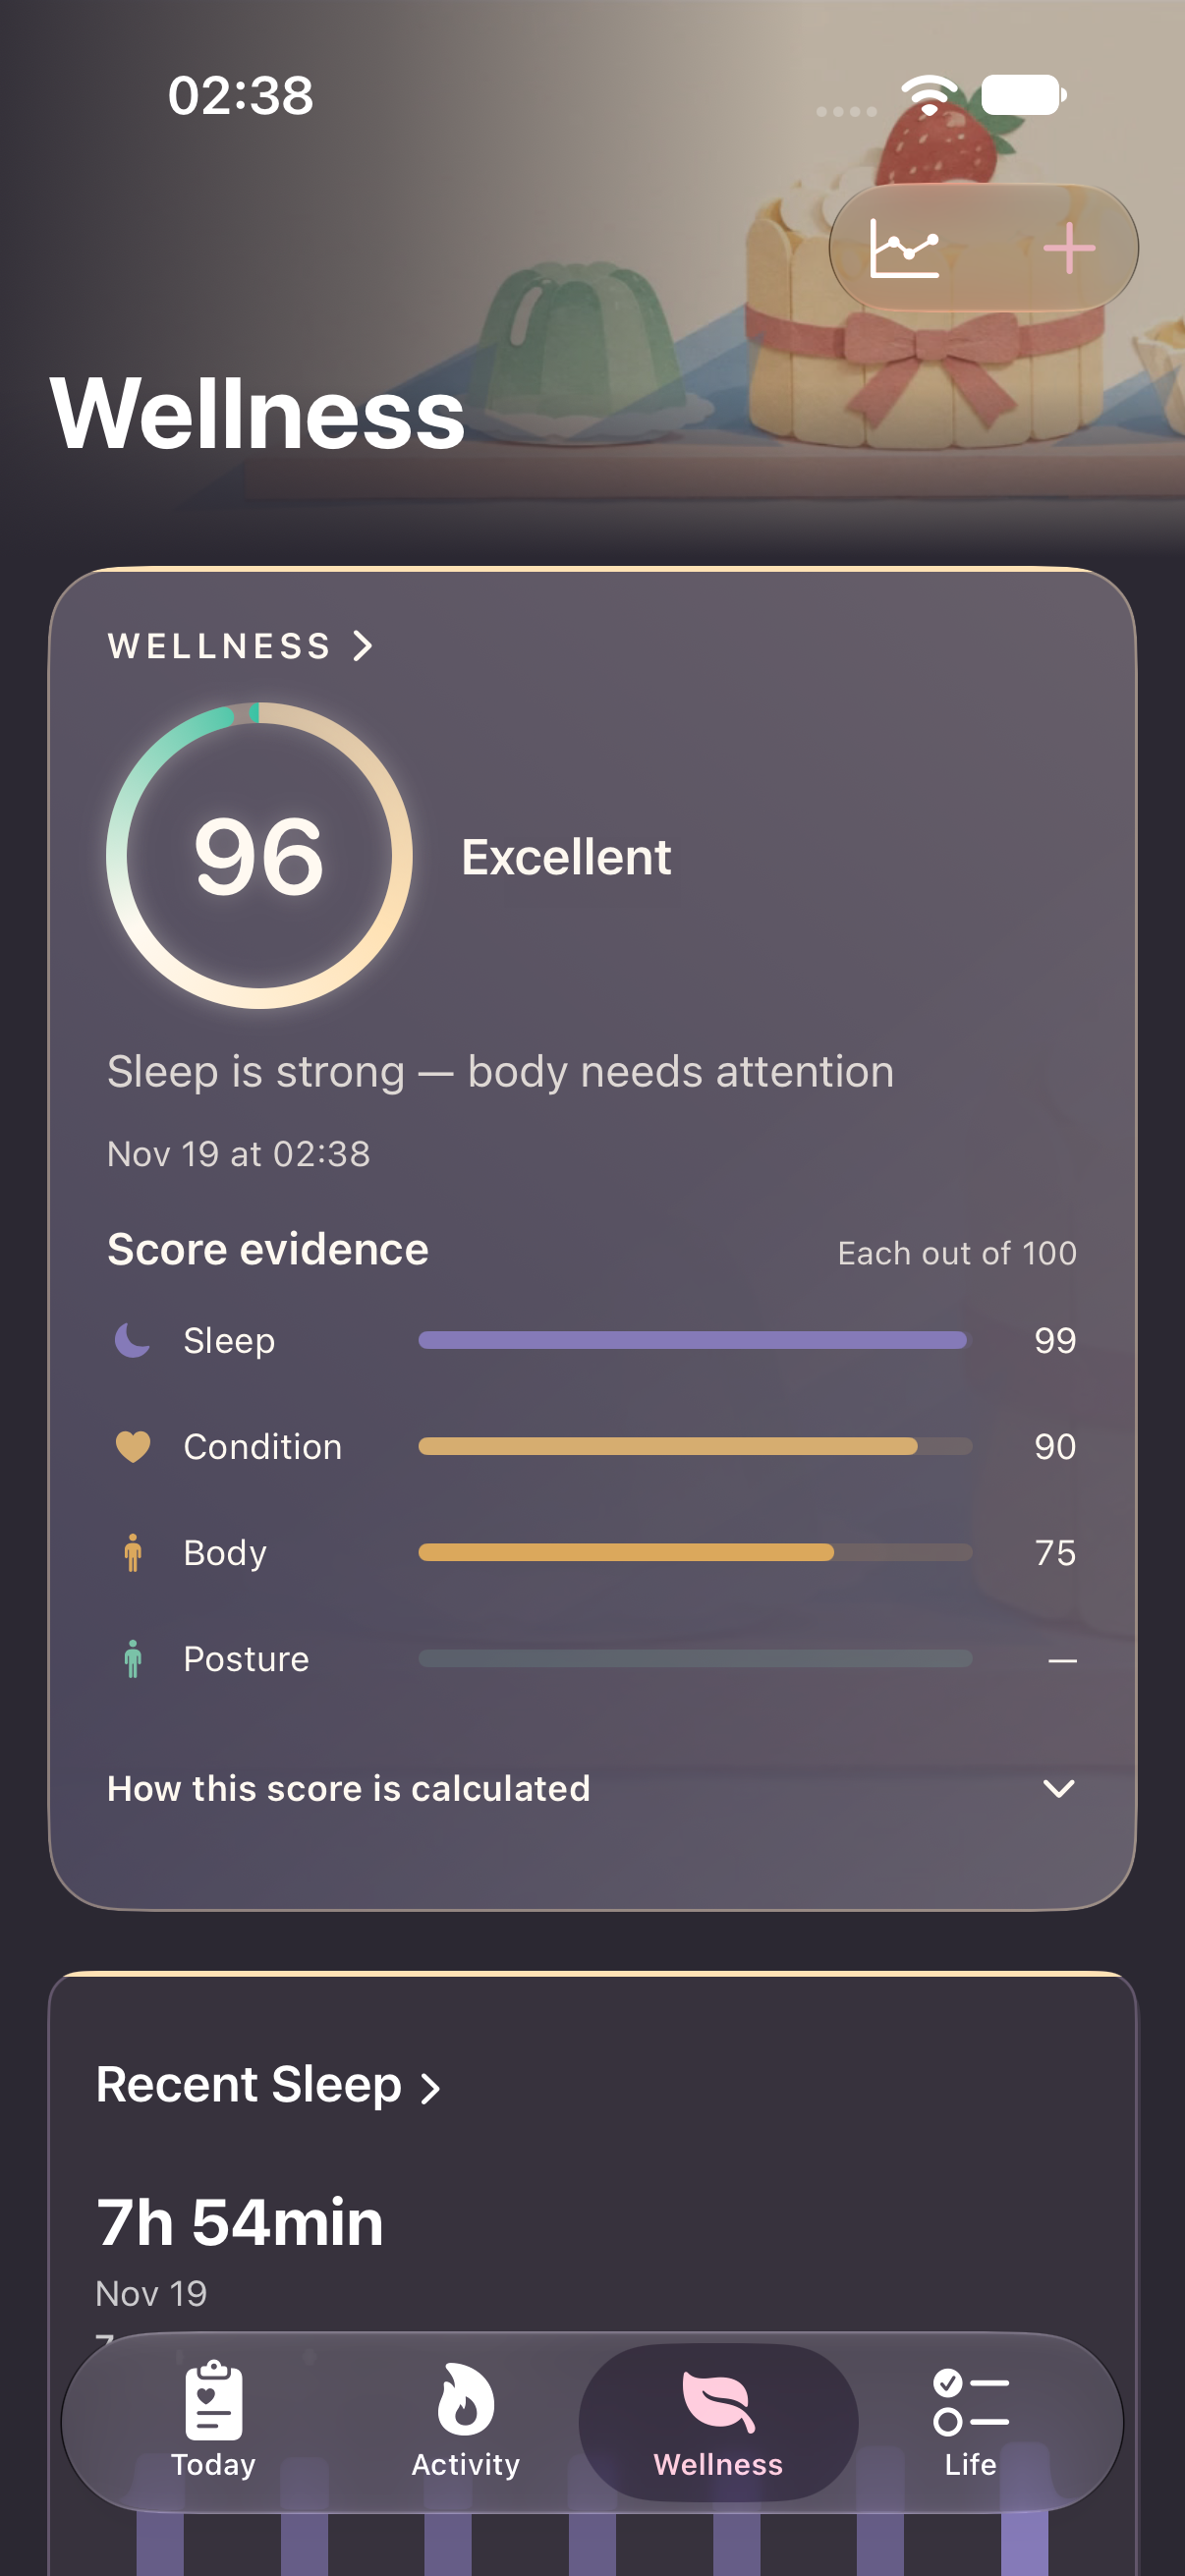 02:38
Wellness
WELLNESS
96
Excellent
Sleep is strong — body needs attention
Nov 19 at 02:38
Score evidence
Each out of 100
Sleep
99
Condition
90
Body
75
Posture
—
How this score is calculated
Recent Sleep
7h 54min
Nov 19
Today
Activity
Wellness
Life